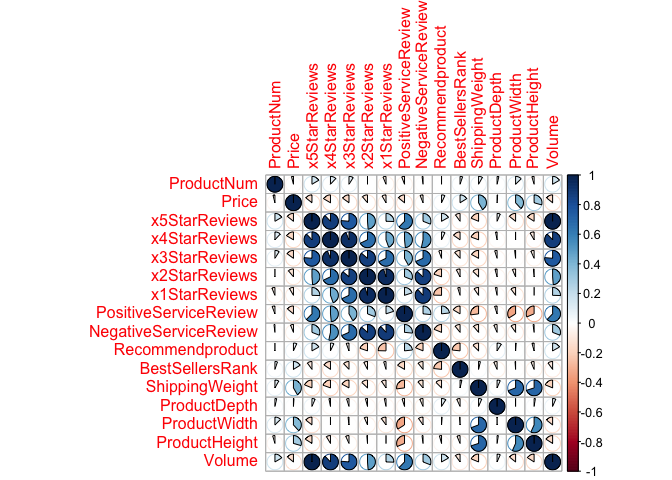 ProductNum
Price
x5StarReviews
x4StarReviews
x3StarReviews
x2StarReviews
x1StarReviews
PositiveServiceReview
NegativeServiceReview
Recommendproduct
BestSellersRank
ShippingWeight
ProductDepth
ProductWidth
ProductHeight
Volume
ProductNum
Price
x5StarReviews
x4StarReviews
x3StarReviews
x2StarReviews
x1StarReviews
PositiveServiceReview
NegativeServiceReview
Recommendproduct
BestSellersRank
ShippingWeight
ProductDepth
ProductWidth
ProductHeight
Volume
1
0.8
0.6
0.4
0.2
0
-0.2
-0.4
-0.6
-0.8
-1